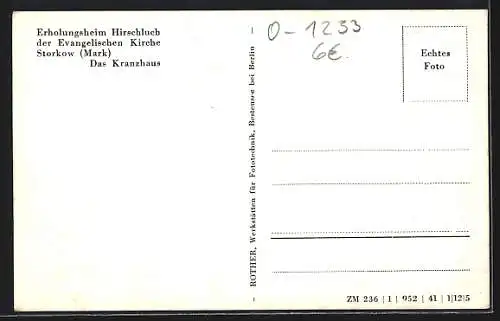 Erholungsheim Hirschluch
der Evangelischen Kirche
Storkow (Mark)
Das Kranzhaus
ROTHER, Werkstätten für Fototechnik, Bestensee bei Berlin
O-1233
6€.
Echtes
Foto
ZM 236 | 1 | 952 | 41 | 1|12|5